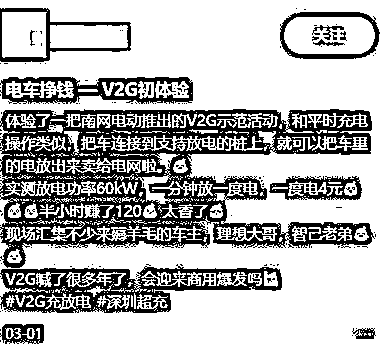 关注
电车挣钱 — V2G初体验
体验了一把南网电动推出的V2G示范活动，和平时充电
操作类似，把车连接到支持放电的桩上，就可以把车里
的电放出来卖给电网啦。
实测放电功率60kW，一分钟放一度电，一度电4元
半小时赚了120 太香了
现场汇集不少来薅羊毛的车主，理想大哥，智己老弟
V2G喊了很多年了，会迎来商用爆发吗
#V2G充放电 #深圳超充
03-01